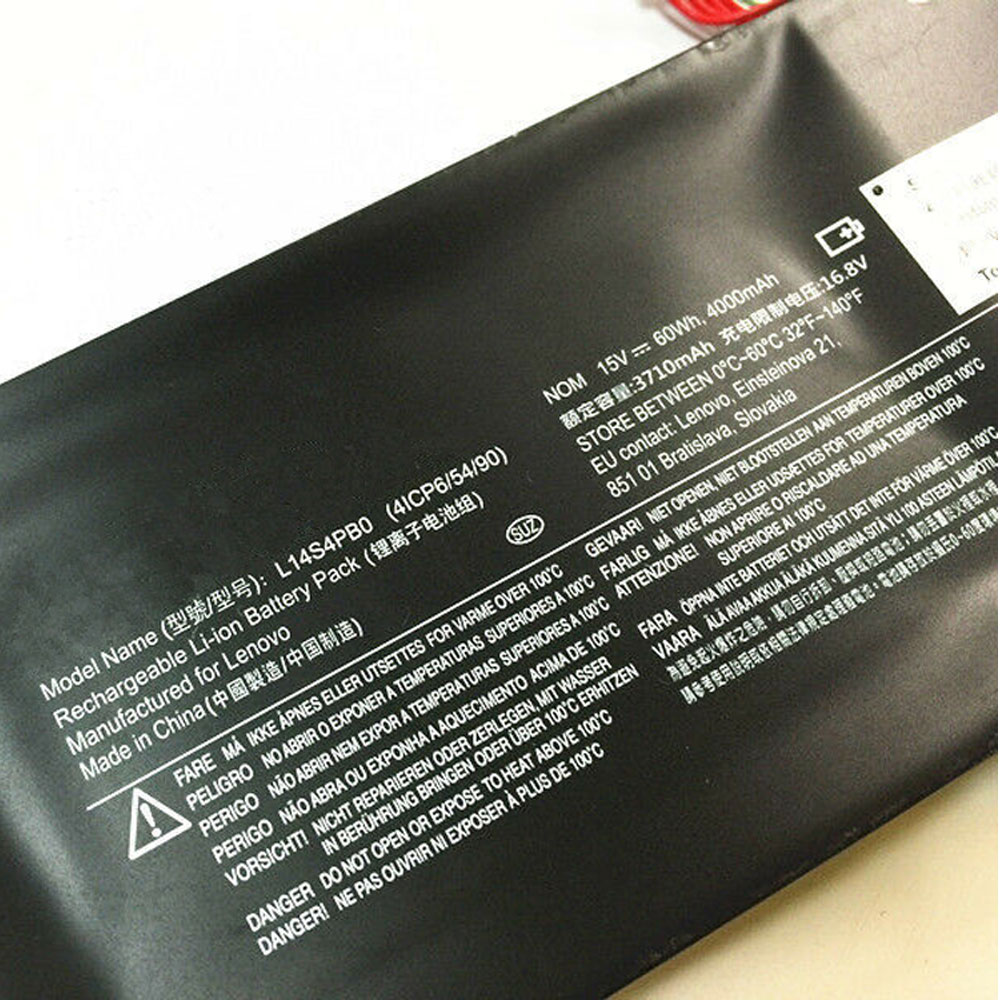 Model Name (型號/型号): L14S4PB0 (4ICP6/54/90)
Rechargeable Li-ion Battery Pack (锂离子电池组)
Manufactured for Lenovo
Made in China (中國製造/中国制造)
SUZ
NOM 15V ⎓ 60Wh, 4000mAh
額定容量:3710mAh 充电限制电压:16.8V
STORE BETWEEN 0°C~60°C 32°F~140°F
EU contact: Lenovo, Einsteinova 21,
851 01 Bratislava, Slovakia
FARE MÅ IKKE ÅPNES ELLER UTSETTES FOR VARME OVER 100°C
PELIGRO NO ABRIR O EXPONER A TEMPERATURAS SUPERIORES A 100°C
PERIGO NÃO ABRIR NEM EXPOR A TEMPERATURAS SUPERIORES A 100°C
PERIGO NÃO ABRA OU EXPONHA A AQUECIMENTO ACIMA DE 100°C
VORSICHT! NICHT REPARIEREN ODER ZERLEGEN, MIT WASSER
IN BERÜHRUNG BRINGEN ODER ÜBER 100°C ERHITZEN
DANGER DO NOT OPEN OR EXPOSE TO HEAT ABOVE 100°C
DANGER! NE PAS OUVRIR NI EXPOSER À PLUS DE 100°C
GEVAAR! NIET OPENEN, NIET BLOOTSTELLEN AAN TEMPERATUREN BOVEN 100°C
FARLIG MÅ IKKE ÅBNES ELLER UDSÆTTES FOR TEMPERATURER OVER 100°C
ATTENZIONE! NON APRIRE O RISCALDARE AD UNA TEMPERATURA
SUPERIORE AI 100°C
FARA ÖPPNA INTE BATTERIET OCH UTSÄTT DET INTE FÖR VÄRME ÖVER 100°C
VAARA ÄLÄ AVAA AKKUA ÄLÄKÄ KUUMENNA SITÄ YLI 100 ASTEEN LÄMPÖTIL